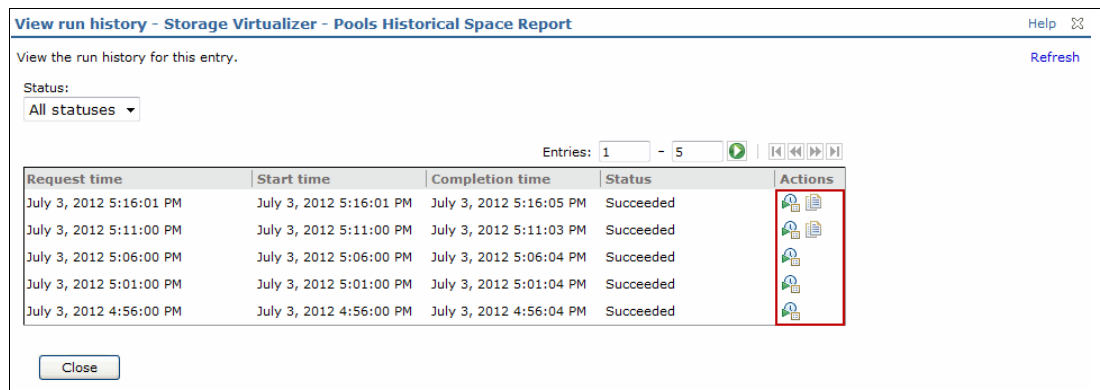 View run history - Storage Virtualizer - Pools Historical Space Report Help
View the run history for this entry. Refresh
Status:
All statuses
Entries: 1 - 5
Request time Start time Completion time Status Actions
July 3, 2012 5:16:01 PM July 3, 2012 5:16:01 PM July 3, 2012 5:16:05 PM Succeeded
July 3, 2012 5:11:00 PM July 3, 2012 5:11:00 PM July 3, 2012 5:11:03 PM Succeeded
July 3, 2012 5:06:00 PM July 3, 2012 5:06:00 PM July 3, 2012 5:06:04 PM Succeeded
July 3, 2012 5:01:00 PM July 3, 2012 5:01:00 PM July 3, 2012 5:01:04 PM Succeeded
July 3, 2012 4:56:00 PM July 3, 2012 4:56:00 PM July 3, 2012 4:56:04 PM Succeeded
Close